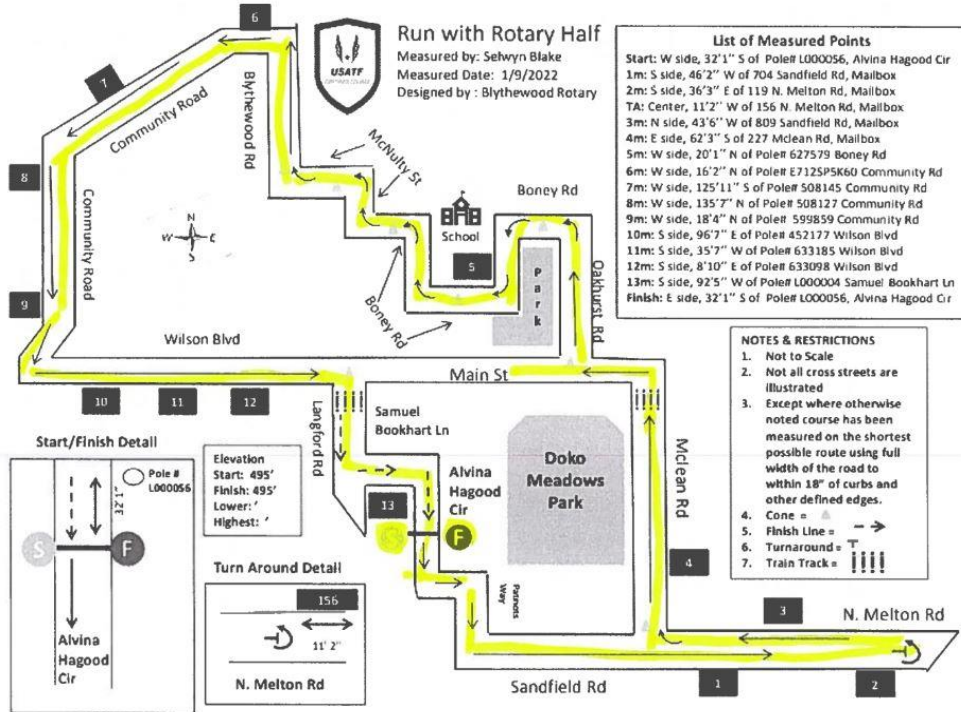 Run with Rotary Half
Measured by: Selwyn Blake
Measured Date: 1/9/2022
Designed by : Blythewood Rotary
USATF
List of Measured Points
Start: W side, 32'1" S of Pole# L000056, Alvina Hagood Cir
1m: S side, 46'2" W of 704 Sandfield Rd, Mailbox
2m: S side, 36'3" E of 119 N. Melton Rd, Mailbox
TA: Center, 11'2" W of 156 N. Melton Rd, Mailbox
3m: N side, 43'6" W of 809 Sandfield Rd, Mailbox
4m: E side, 62'3" S of 227 Mclean Rd, Mailbox
5m: W side, 20'1" N of Pole# 627579 Boney Rd
6m: W side, 16'2" N of Pole# E712SP5K60 Community Rd
7m: W side, 125'11" S of Pole# 508145 Community Rd
8m: W side, 135'7" N of Pole# 508127 Community Rd
9m: W side, 18'4" N of Pole# 599859 Community Rd
10m: S side, 96'7" E of Pole# 452177 Wilson Blvd
11m: S side, 35'7" W of Pole# 633185 Wilson Blvd
12m: S side, 8'10" E of Pole# 633098 Wilson Blvd
13m: S side, 92'5" W of Pole# L000004 Samuel Bookhart Ln
Finish: E side, 32'1" S of Pole# L000056, Alvina Hagood Cir
6
7
8
9
Community Road
Community Road
Blythewood Rd
McNulty St
School
5
Boney Rd
Boney Rd
Park
Oakhurst Rd
N
W E
S
Wilson Blvd
Main St
10
11
12
Langford Rd
Samuel
Bookhart Ln
Alvina
Hagood
Cir
13
S
F
Doko
Meadows
Park
Mclean Rd
4
Patriots
Way
3
N. Melton Rd
Sandfield Rd
1
2
NOTES & RESTRICTIONS
1. Not to Scale
2. Not all cross streets are
illustrated
3. Except where otherwise
noted course has been
measured on the shortest
possible route using full
width of the road to
within 18" of curbs and
other defined edges.
4. Cone =
5. Finish Line =
6. Turnaround =
7. Train Track =
Start/Finish Detail
Pole #
L000056
32'1"
S
F
Alvina
Hagood
Cir
Elevation
Start: 495'
Finish: 495'
Lower: '
Highest: '
Turn Around Detail
156
11' 2"
N. Melton Rd